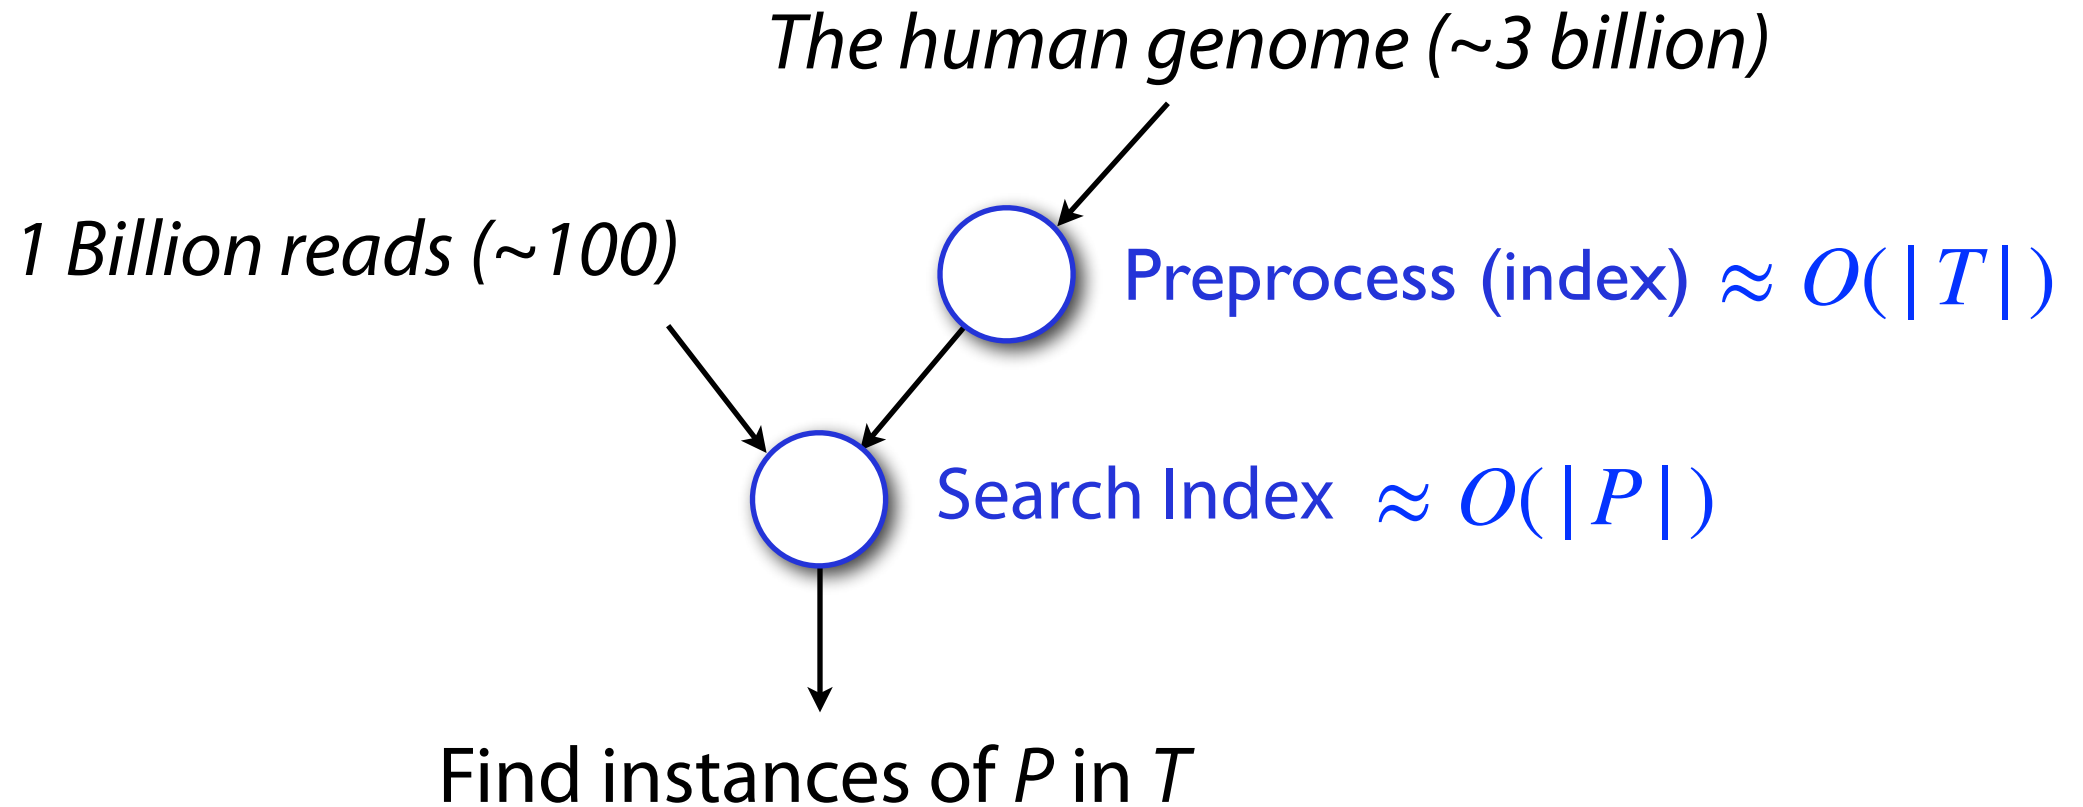 The human genome (~3 billion)
1 Billion reads (~100)
Preprocess (index) ≈ O(|T|)
Search Index ≈ O(|P|)
Find instances of P in T